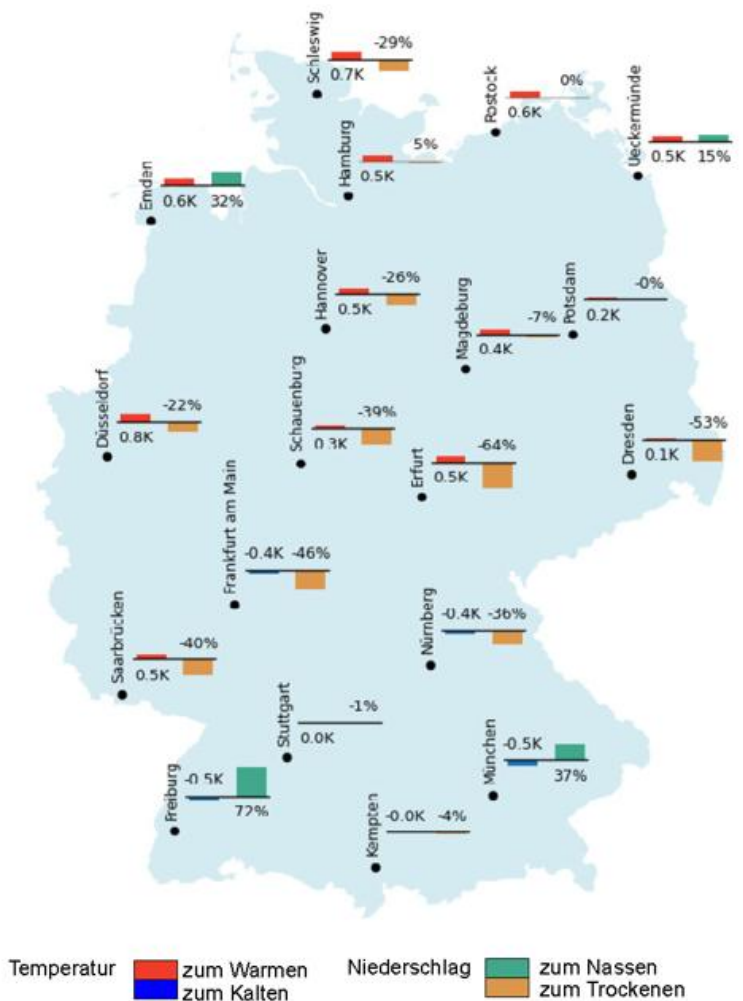 Schleswig
-29%
0.7K
Rostock
0%
0.6K
Ueckermünde
0.5K 15%
Hamburg
5%
0.5K
Emden
0.6K 32%
Hannover
-26%
0.5K
Magdeburg
-7%
0.4K
Potsdam
-0%
0.2K
Düsseldorf
-22%
0.8K
Schauenburg
-39%
0.3K
Erfurt
-64%
0.5K
Dresden
-53%
0.1K
Frankfurt am Main
-0.4K -46%
Nürnberg
-0.4K -36%
Saarbrücken
-40%
0.5K
Stuttgart
-1%
0.0K
München
-0.5K
37%
Freiburg
-0.5K
72%
Kempten
-0.0K -4%
Temperatur
zum Warmen
zum Kalten
Niederschlag
zum Nassen
zum Trockenen